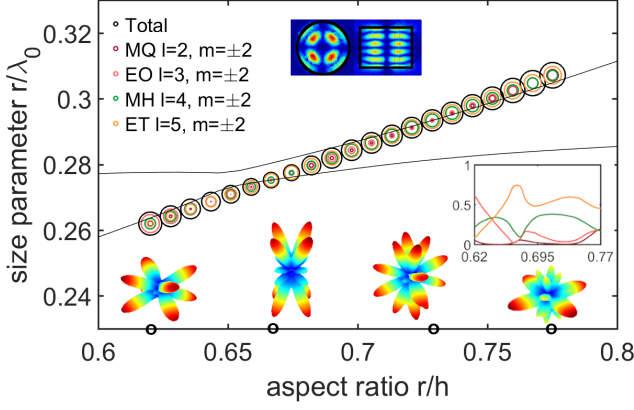 0.32
0.3
0.28
0.26
0.24
size parameter r/λ₀
Total
MQ l=2, m=±2
EO l=3, m=±2
MH l=4, m=±2
ET l=5, m=±2
1
0.5
0
0.62 0.695 0.77
0.6 0.65 0.7 0.75 0.8
aspect ratio r/h